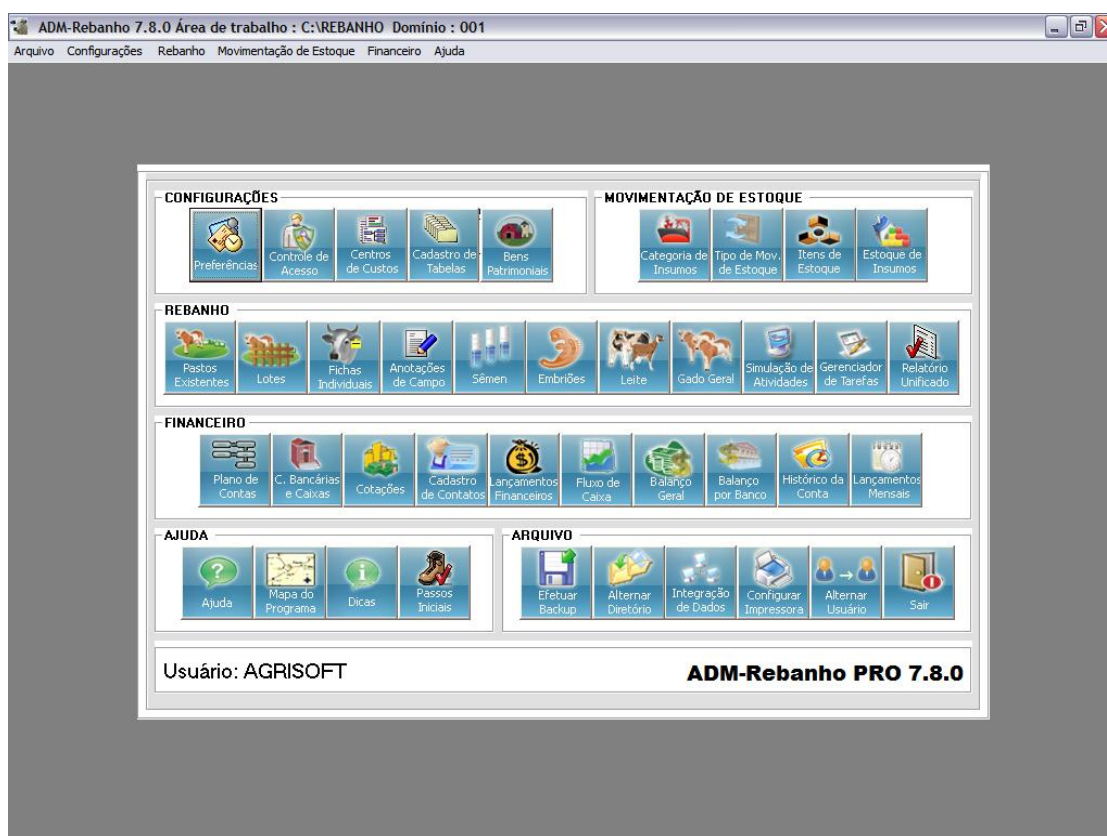 ADM-Rebanho 7.8.0 Área de trabalho : C:\REBANHO Domínio : 001
Arquivo Configurações Rebanho Movimentação de Estoque Financeiro Ajuda
CONFIGURAÇÕES
Preferências
Controle de
Acesso
Centros
de Custos
Cadastro de
Tabelas
Bens
Patrimoniais
MOVIMENTAÇÃO DE ESTOQUE
Categoria de
Insumos
Tipo de Mov.
de Estoque
Itens de
Estoque
Estoque de
Insumos
REBANHO
Pastos
Existentes
Lotes
Fichas
Individuais
Anotações
de Campo
Sêmen
Embriões
Leite
Gado Geral
Simulação de
Atividades
Gerenciador
de Tarefas
Relatório
Unificado
FINANCEIRO
Plano de
Contas
C. Bancárias
e Caixas
Cotações
Cadastro
de Contatos
Lançamentos
Financeiros
Fluxo de
Caixa
Balanço
Geral
Balanço
por Banco
Histórico da
Conta
Lançamentos
Mensais
AJUDA
Ajuda
Mapa do
Programa
Dicas
Passos
Iniciais
ARQUIVO
Efetuar
Backup
Alternar
Diretório
Integração
de Dados
Configurar
Impressora
Alternar
Usuário
Sair
Usuário: AGRISOFT
ADM-Rebanho PRO 7.8.0